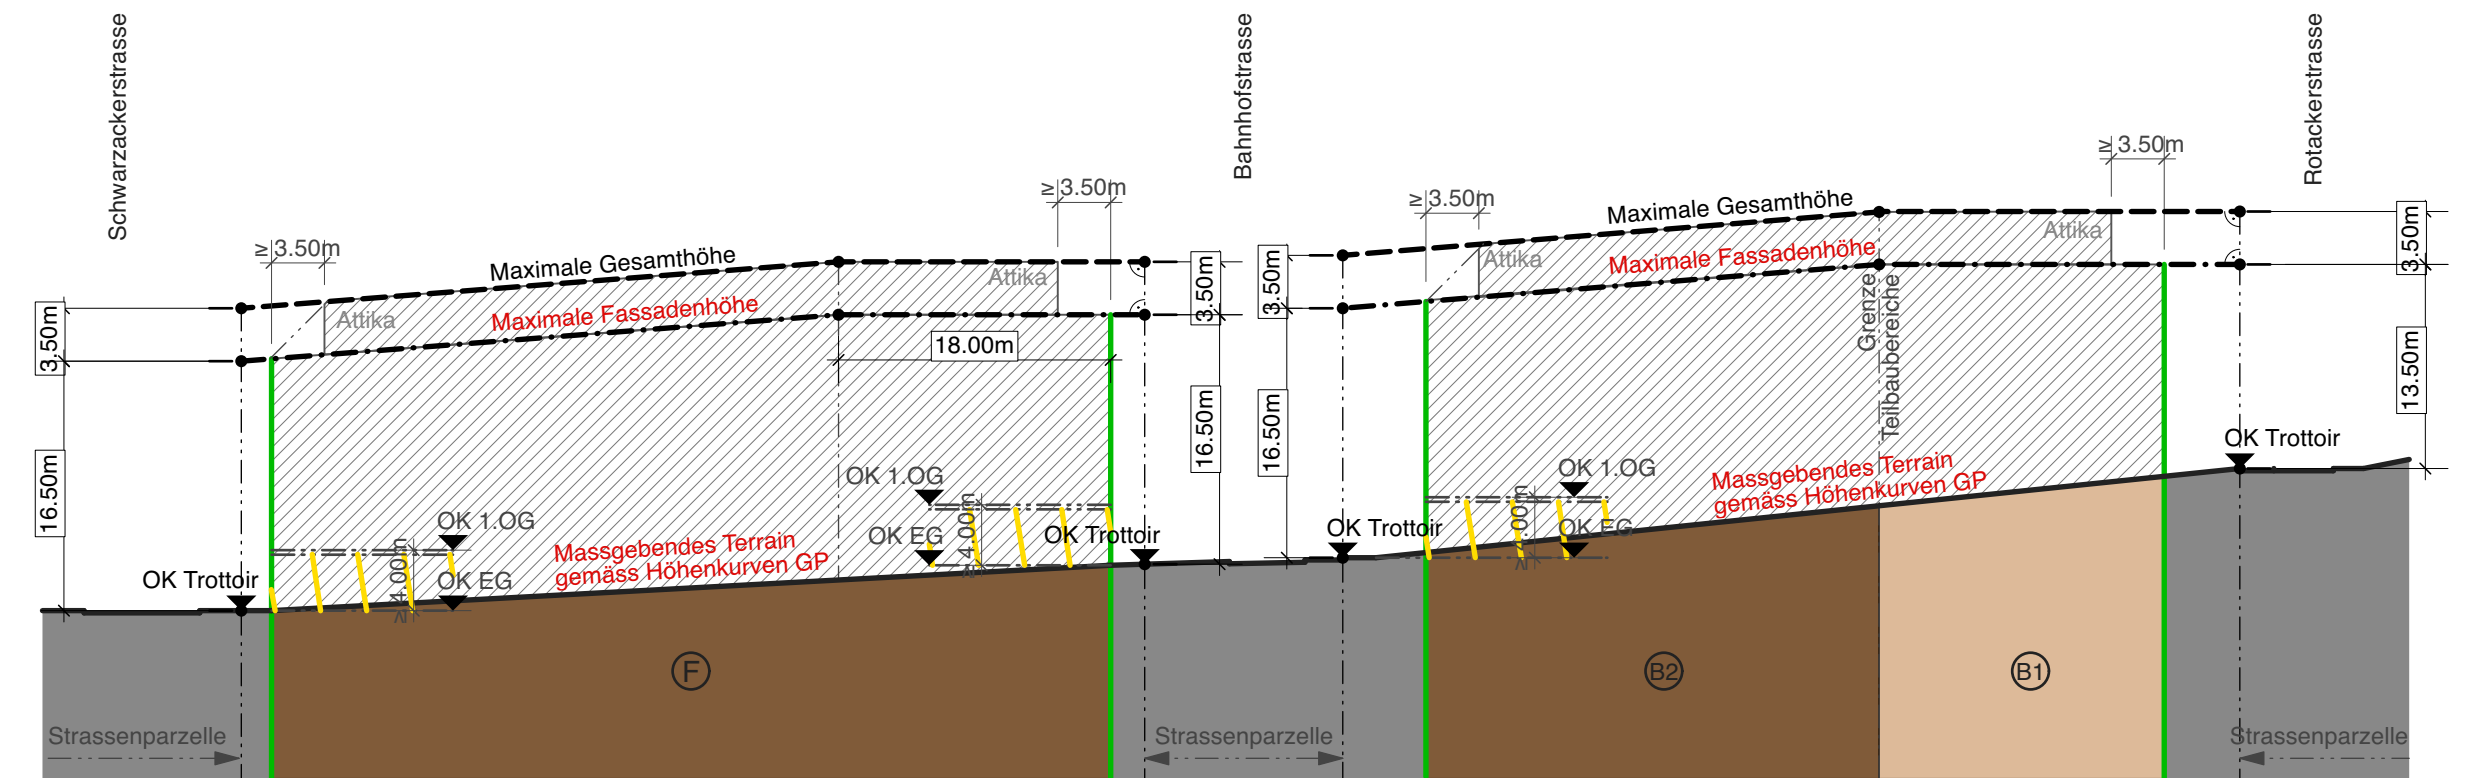 Schwarzackerstrasse
Bahnhofstrasse
Rotackerstrasse
≥ 3.50m
Maximale Gesamthöhe
≥ 3.50m
Attika
Maximale Fassadenhöhe
Attika
3.50m
16.50m
18.00m
3.50m
16.50m
OK 1.OG
OK EG
≥ 4.00m
OK Trottoir
Massgebendes Terrain
gemäss Höhenkurven GP
OK 1.OG
OK EG
≥ 4.00m
OK Trottoir
F
Strassenparzelle
Strassenparzelle
≥ 3.50m
Maximale Gesamthöhe
≥ 3.50m
Attika
Maximale Fassadenhöhe
Attika
3.50m
16.50m
Grenze
Teilbaubereiche
3.50m
13.50m
OK Trottoir
OK 1.OG
OK EG
≥ 4.00m
OK Trottoir
Massgebendes Terrain
gemäss Höhenkurven GP
B2
B1
Strassenparzelle